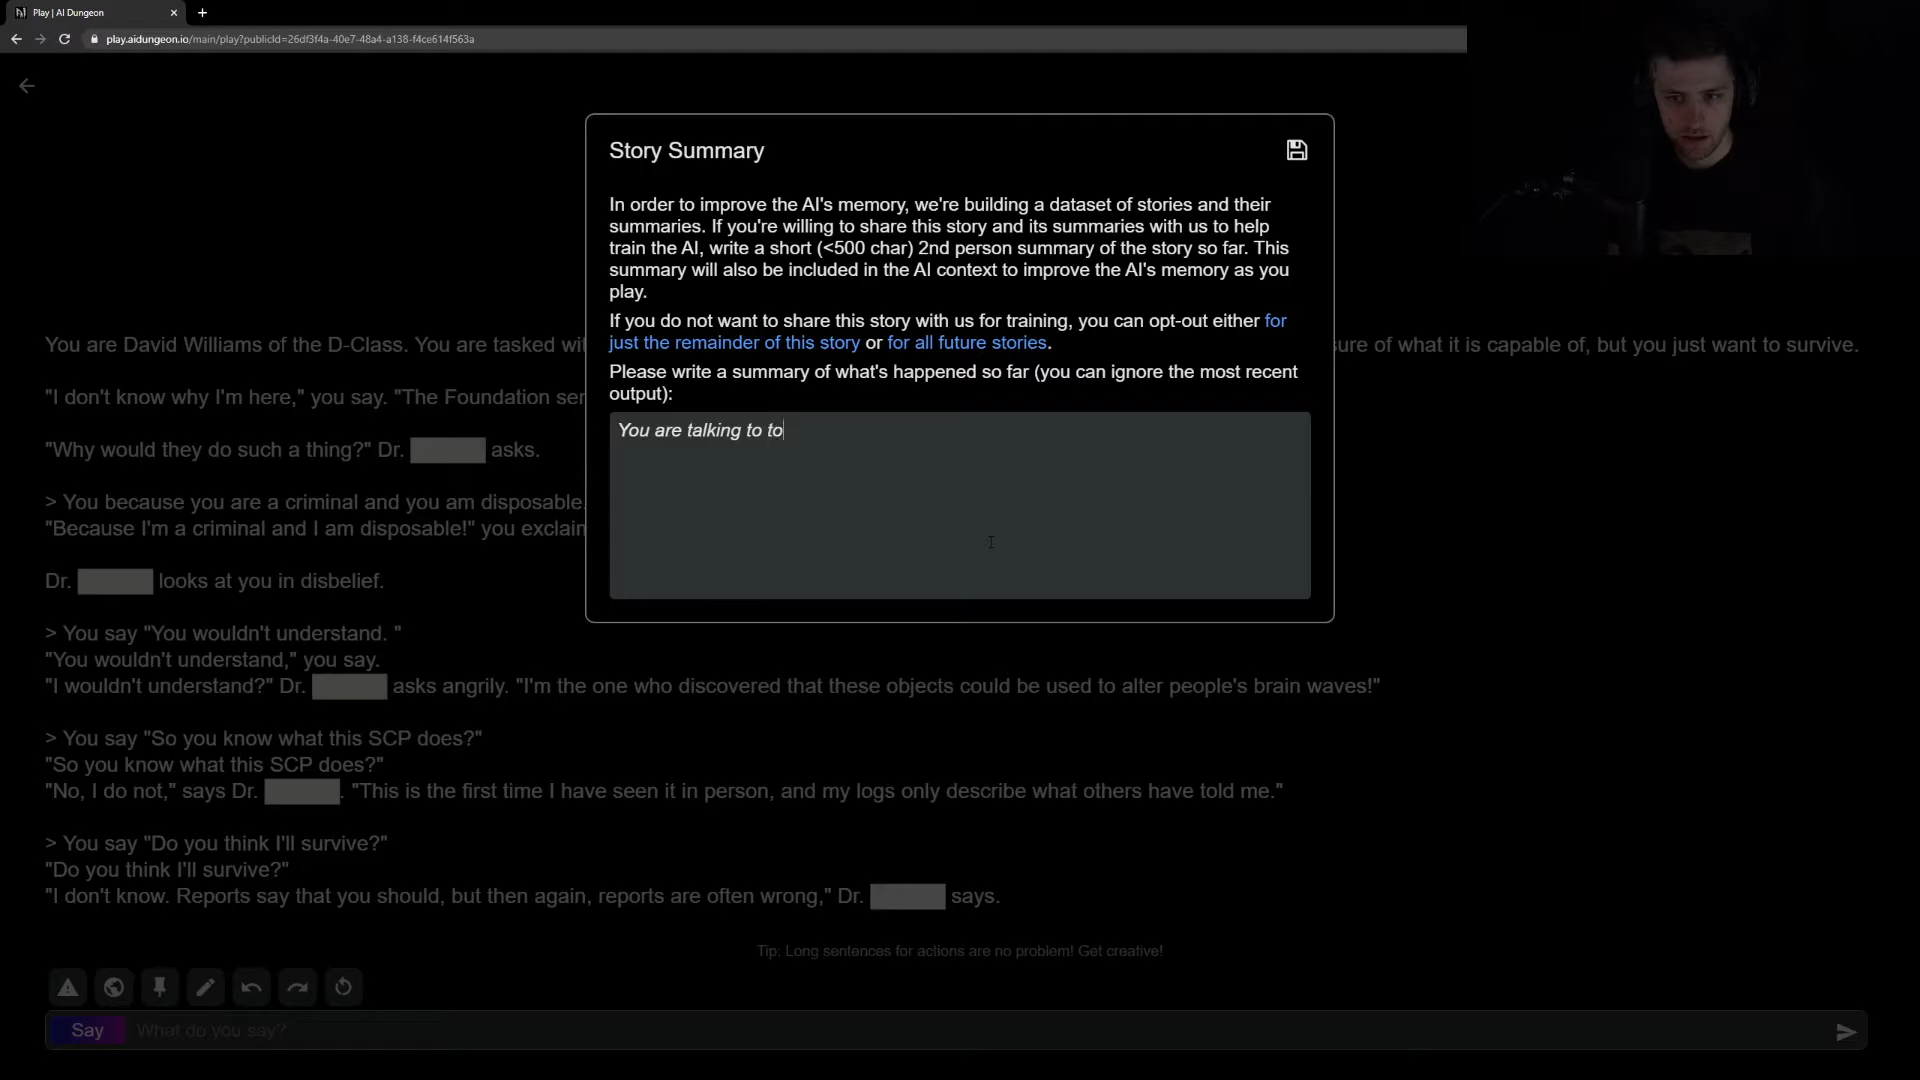 Play | AI Dungeon
play.aidungeon.io/main/play?publicId=26df3f4a-40e7-48a4-a138-f4ce614f563a
Story Summary
In order to improve the AI's memory, we're building a dataset of stories and their
summaries. If you're willing to share this story and its summaries with us to help
train the AI, write a short (<500 char) 2nd person summary of the story so far. This
summary will also be included in the AI context to improve the AI's memory as you
play.
If you do not want to share this story with us for training, you can opt-out either for
just the remainder of this story or for all future stories.
Please write a summary of what's happened so far (you can ignore the most recent
output):
You are talking to to
You are David Williams of the D-Class. You are tasked wit sure of what it is capable of, but you just want to survive.
"I don't know why I'm here," you say. "The Foundation ser
"Why would they do such a thing?" Dr. asks.
> You because you are a criminal and you am disposable.
"Because I'm a criminal and I am disposable!" you exclaim
Dr. looks at you in disbelief.
> You say "You wouldn't understand. "
"You wouldn't understand," you say.
"I wouldn't understand?" Dr. asks angrily. "I'm the one who discovered that these objects could be used to alter people's brain waves!"
> You say "So you know what this SCP does?"
"So you know what this SCP does?"
"No, I do not," says Dr. . "This is the first time I have seen it in person, and my logs only describe what others have told me."
> You say "Do you think I'll survive?"
"Do you think I'll survive?"
"I don't know. Reports say that you should, but then again, reports are often wrong," Dr. says.
Tip: Long sentences for actions are no problem! Get creative!
Say What do you say?